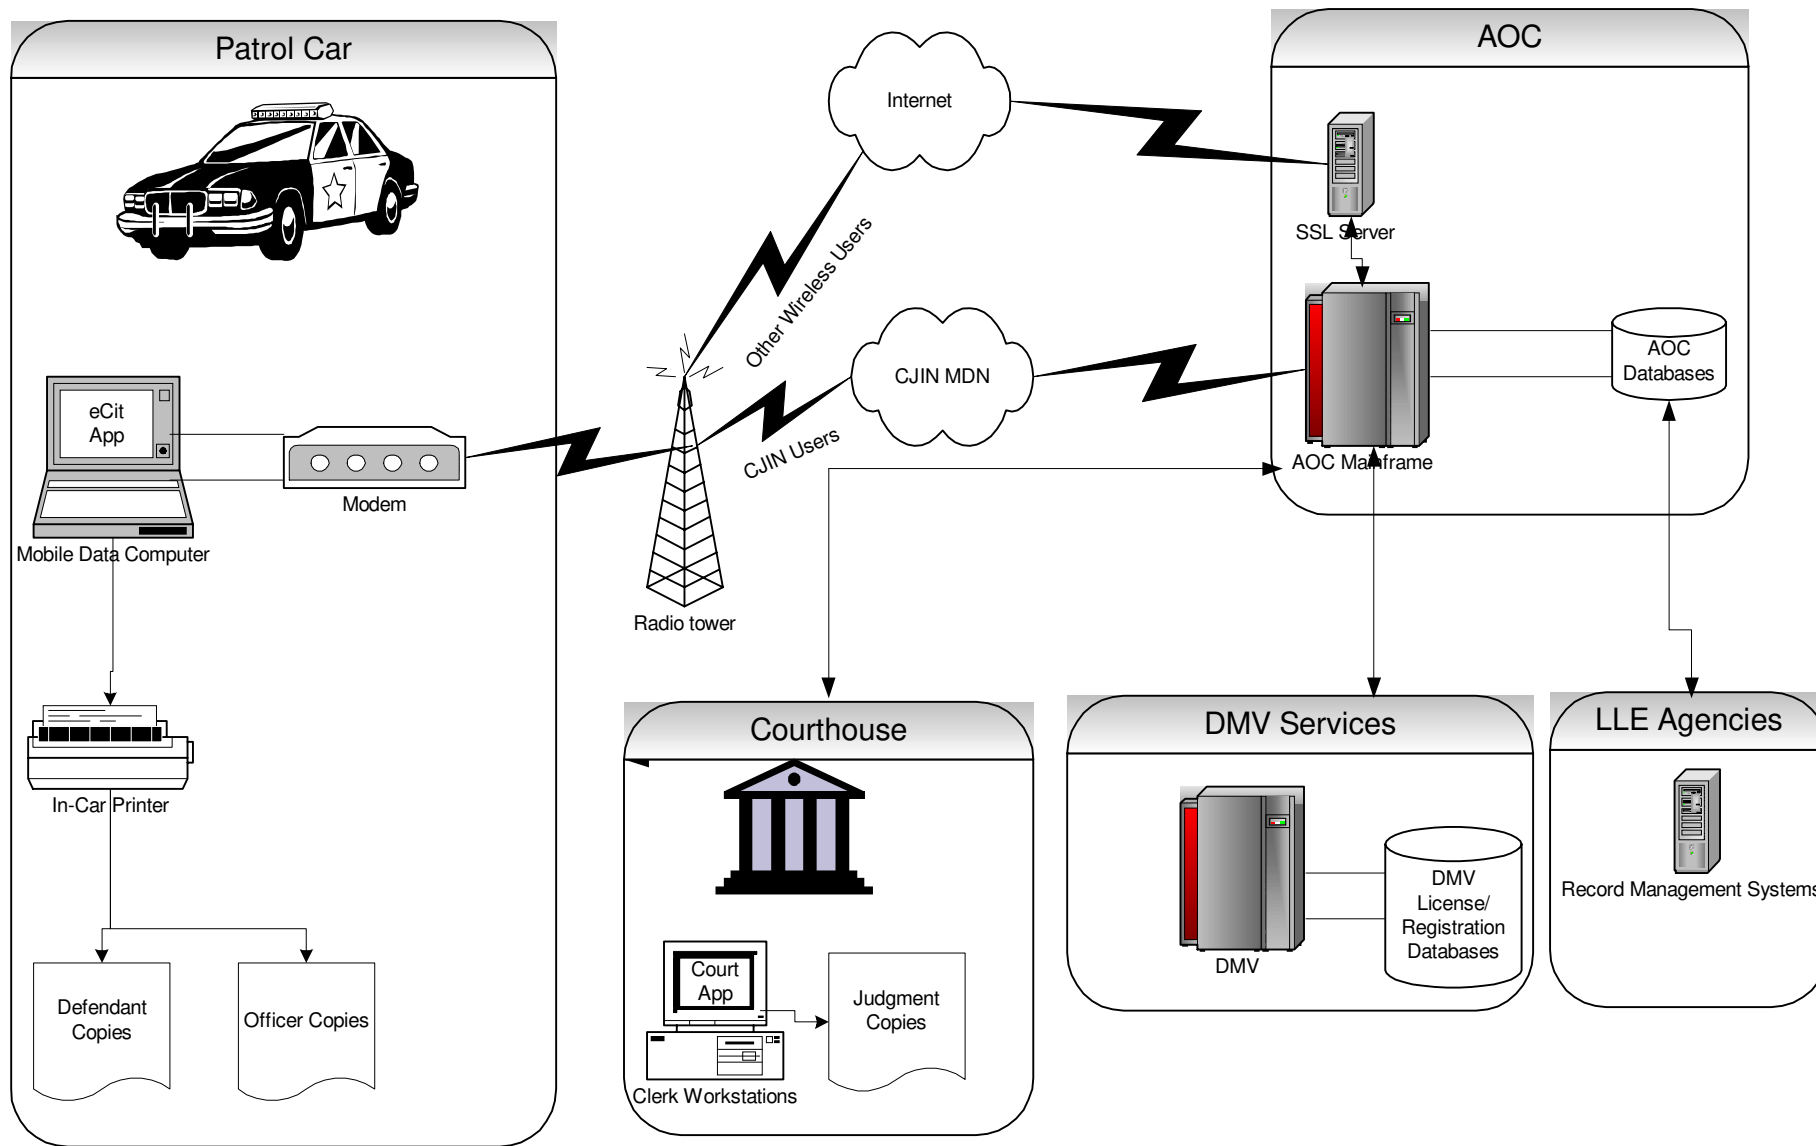 Patrol Car
eCit
App
Modem
Mobile Data Computer
In-Car Printer
Defendant
Copies
Officer Copies
Internet
Other Wireless Users
CJIN MDN
CJIN Users
Radio tower
AOC
SSL Server
AOC Mainframe
AOC
Databases
Courthouse
Court
App
Judgment
Copies
Clerk Workstations
DMV Services
DMV
DMV
License/
Registration
Databases
LLE Agencies
Record Management Systems